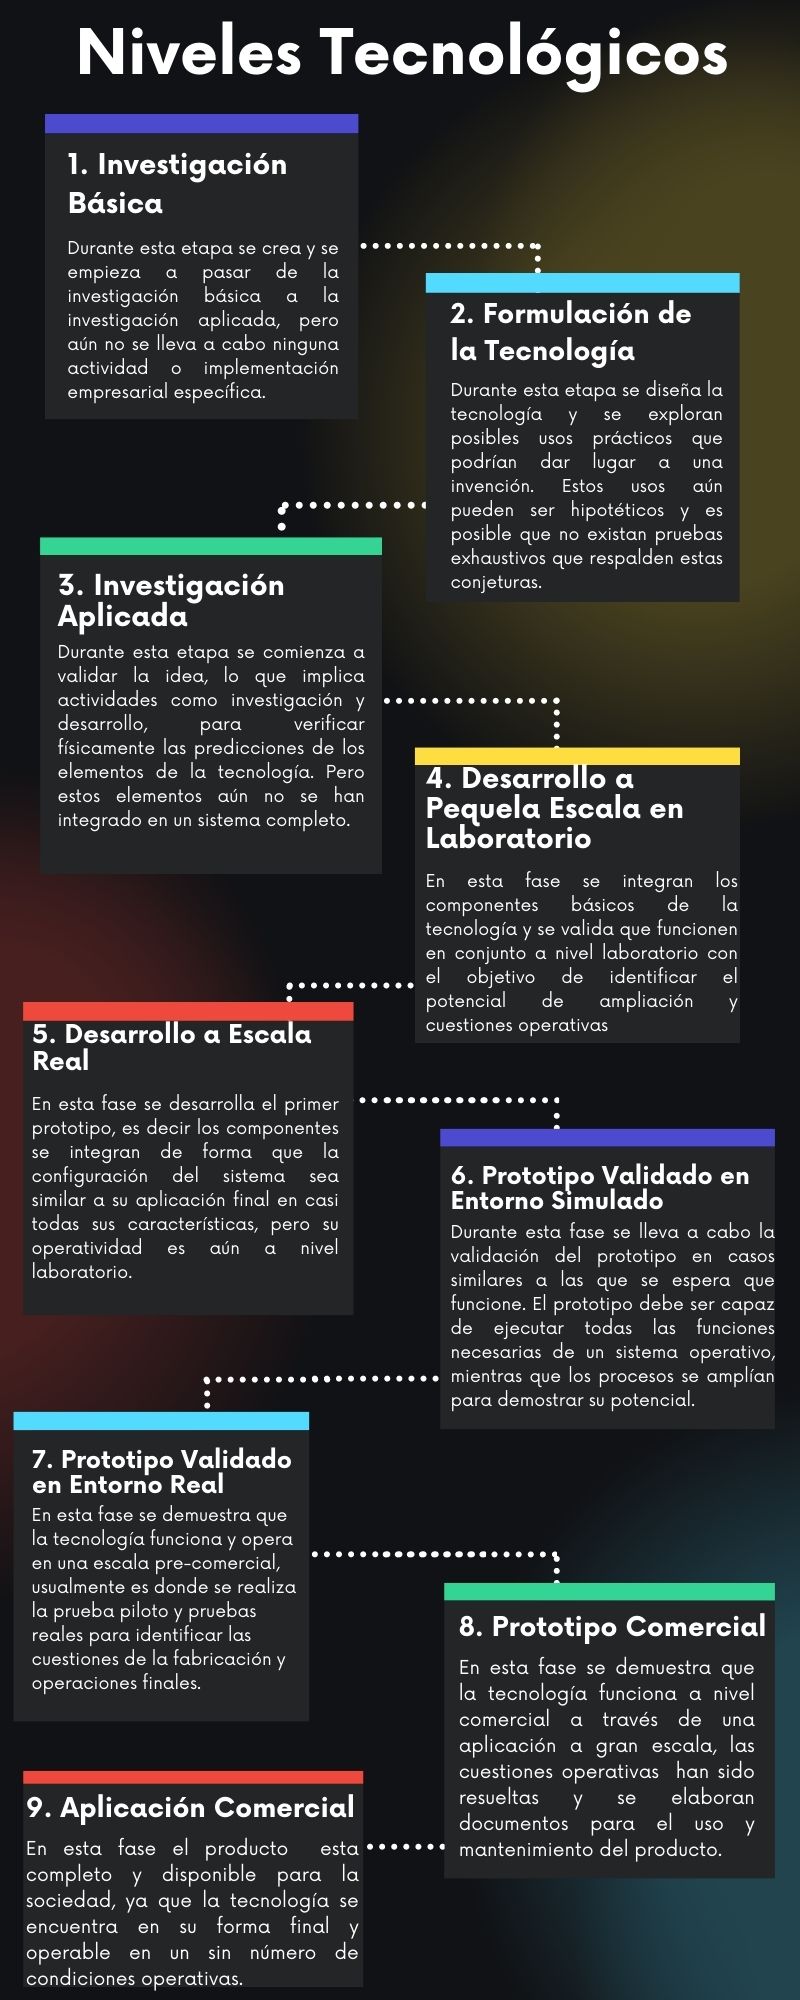 Niveles Tecnológicos
1. Investigación
Básica
Durante esta etapa se crea y se
empieza a pasar de la
investigación básica a la
investigación aplicada, pero
aún no se lleva a cabo ninguna
actividad o implementación
empresarial específica.
2. Formulación de
la Tecnología
Durante esta etapa se diseña la
tecnología y se exploran
posibles usos prácticos que
podrían dar lugar a una
invención. Estos usos aún
pueden ser hipotéticos y es
posible que no existan pruebas
exhaustivos que respalden estas
conjeturas.
3. Investigación
Aplicada
Durante esta etapa se comienza a
validar la idea, lo que implica
actividades como investigación y
desarrollo, para verificar
físicamente las predicciones de los
elementos de la tecnología. Pero
estos elementos aún no se han
integrado en un sistema completo.
4. Desarrollo a
Pequela Escala en
Laboratorio
En esta fase se integran los
componentes básicos de la
tecnología y se valida que funcionen
en conjunto a nivel laboratorio con
el objetivo de identificar el
potencial de ampliación y
cuestiones operativas
5. Desarrollo a Escala
Real
En esta fase se desarrolla el primer
prototipo, es decir los componentes
se integran de forma que la
configuración del sistema sea
similar a su aplicación final en casi
todas sus características, pero su
operatividad es aún a nivel
laboratorio.
6. Prototipo Validado en
Entorno Simulado
Durante esta fase se lleva a cabo la
validación del prototipo en casos
similares a las que se espera que
funcione. El prototipo debe ser capaz
de ejecutar todas las funciones
necesarias de un sistema operativo,
mientras que los procesos se amplían
para demostrar su potencial.
7. Prototipo Validado
en Entorno Real
En esta fase se demuestra que
la tecnología funciona y opera
en una escala pre-comercial,
usualmente es donde se realiza
la prueba piloto y pruebas
reales para identificar las
cuestiones de la fabricación y
operaciones finales.
8. Prototipo Comercial
En esta fase se demuestra que
la tecnología funciona a nivel
comercial a través de una
aplicación a gran escala, las
cuestiones operativas han sido
resueltas y se elaboran
documentos para el uso y
mantenimiento del producto.
9. Aplicación Comercial
En esta fase el producto esta
completo y disponible para la
sociedad, ya que la tecnología se
encuentra en su forma final y
operable en un sin número de
condiciones operativas.